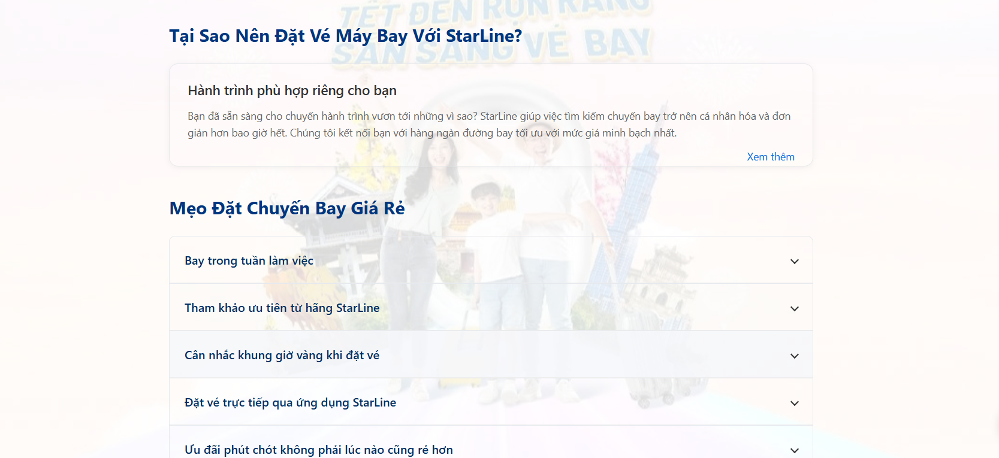 TẾT ĐẾN RỘN RÀNG
SẴN SÀNG VÉ BAY
Tại Sao Nên Đặt Vé Máy Bay Với StarLine?
Hành trình phù hợp riêng cho bạn
Bạn đã sẵn sàng cho chuyến hành trình vươn tới những vì sao? StarLine giúp việc tìm kiếm chuyến bay trở nên cá nhân hóa và đơn
giản hơn bao giờ hết. Chúng tôi kết nối bạn với hàng ngàn đường bay tối ưu với mức giá minh bạch nhất.
Xem thêm
Mẹo Đặt Chuyến Bay Giá Rẻ
Bay trong tuần làm việc
Tham khảo ưu tiên từ hãng StarLine
Cân nhắc khung giờ vàng khi đặt vé
Đặt vé trực tiếp qua ứng dụng StarLine
Ưu đãi phút chót không phải lúc nào cũng rẻ hơn